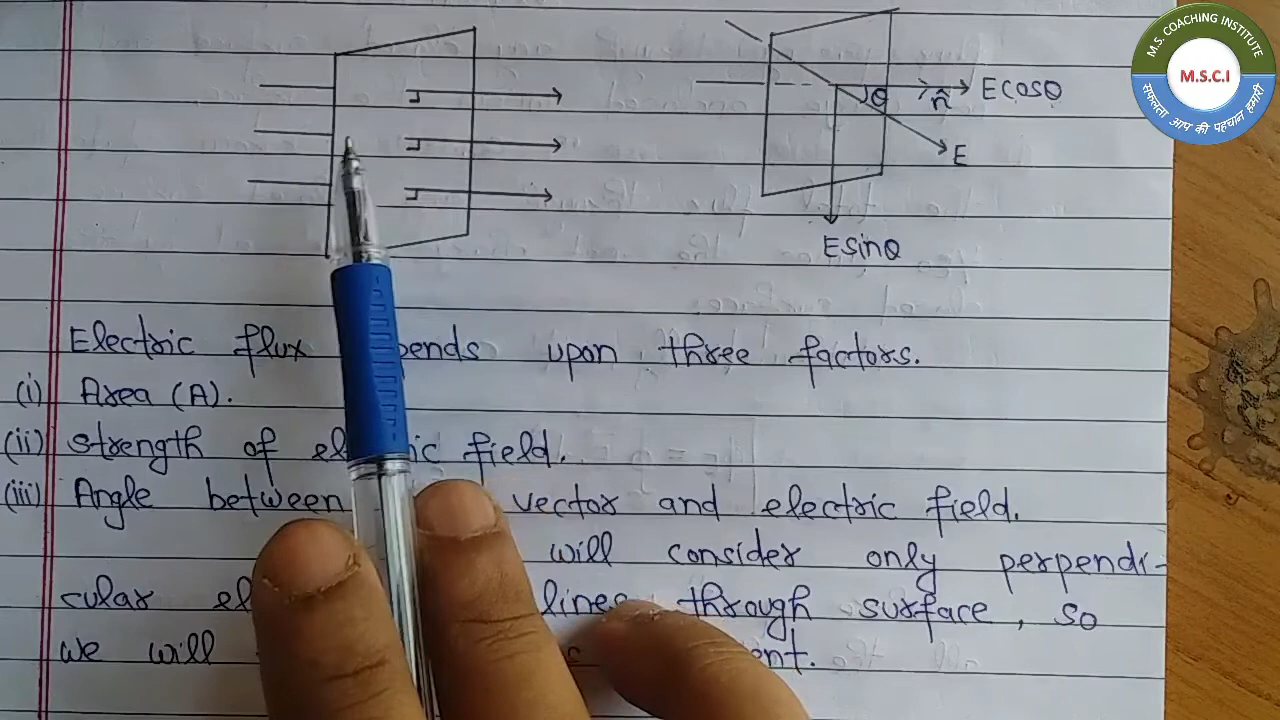 M.S. COACHING INSTITUTE
M.S.C.I
सफलता आप की पहचान हमारी
θ n̂ Ecosθ
E
Esinθ
Electric flux pends upon three factors.
(i) Area (A).
(ii) Strength of el ic field.
(iii) Angle between vector and electric field.
will consider only perpendi-
cular el lines through surface, so
we will ent.